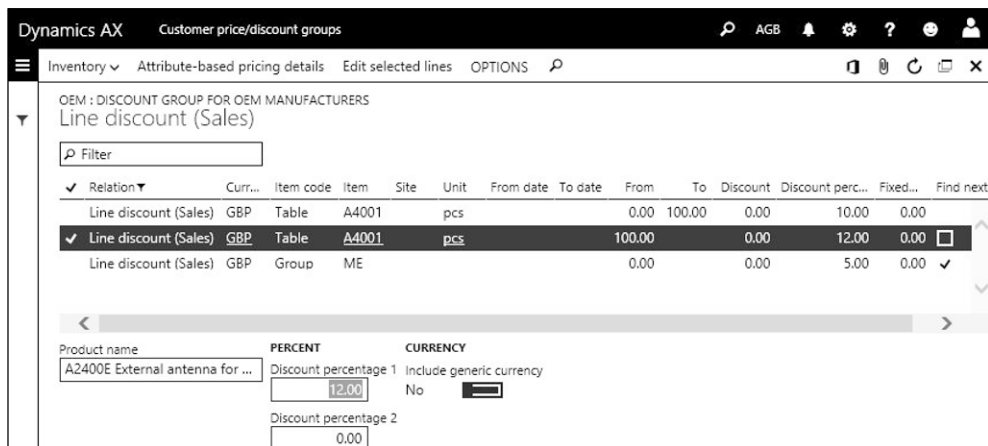 Dynamics AX Customer price/discount groups AGB ?
Inventory Attribute-based pricing details Edit selected lines OPTIONS
OEM : DISCOUNT GROUP FOR OEM MANUFACTURERS
Line discount (Sales)
Filter
Relation Curr... Item code Item Site Unit From date To date From To Discount Discount perc... Fixed... Find next
Line discount (Sales) GBP Table A4001 pcs 0.00 100.00 0.00 10.00 0.00
Line discount (Sales) GBP Table A4001 pcs 100.00 0.00 12.00 0.00
Line discount (Sales) GBP Group ME 0.00 0.00 5.00 0.00
Product name PERCENT CURRENCY
A2400E External antenna for ... Discount percentage 1 Include generic currency
12.00 No
Discount percentage 2
0.00